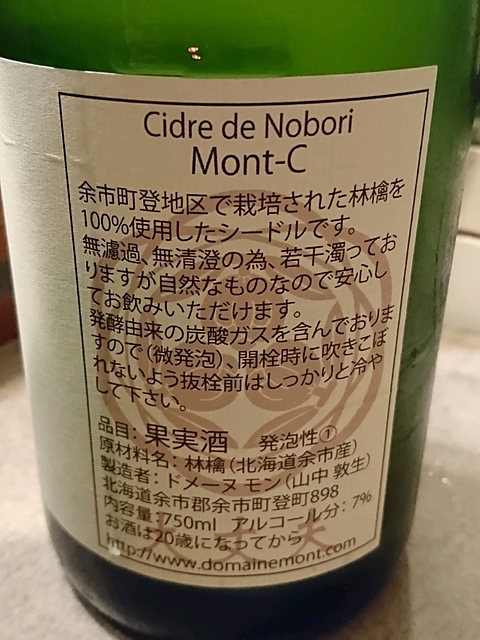 Cidre de Nobori
Mont-C
余市町登地区で栽培された林檎を
100%使用したシードルです。
無濾過、無清澄の為、若干濁ってお
りますが自然なものなので安心し
てお飲みいただけます。
発酵由来の炭酸ガスを含んでおりま
すので（微発泡）、開栓時に吹きこぼ
れないよう抜栓前はしっかりと冷や
して下さい。
品目：果実酒 発泡性①
原材料名：林檎（北海道余市産）
製造者：ドメーヌ モン（山中 敦生）
北海道余市郡余市町登町898
内容量：750ml アルコール分：7%
お酒は20歳になってから
http://www.domainemont.com